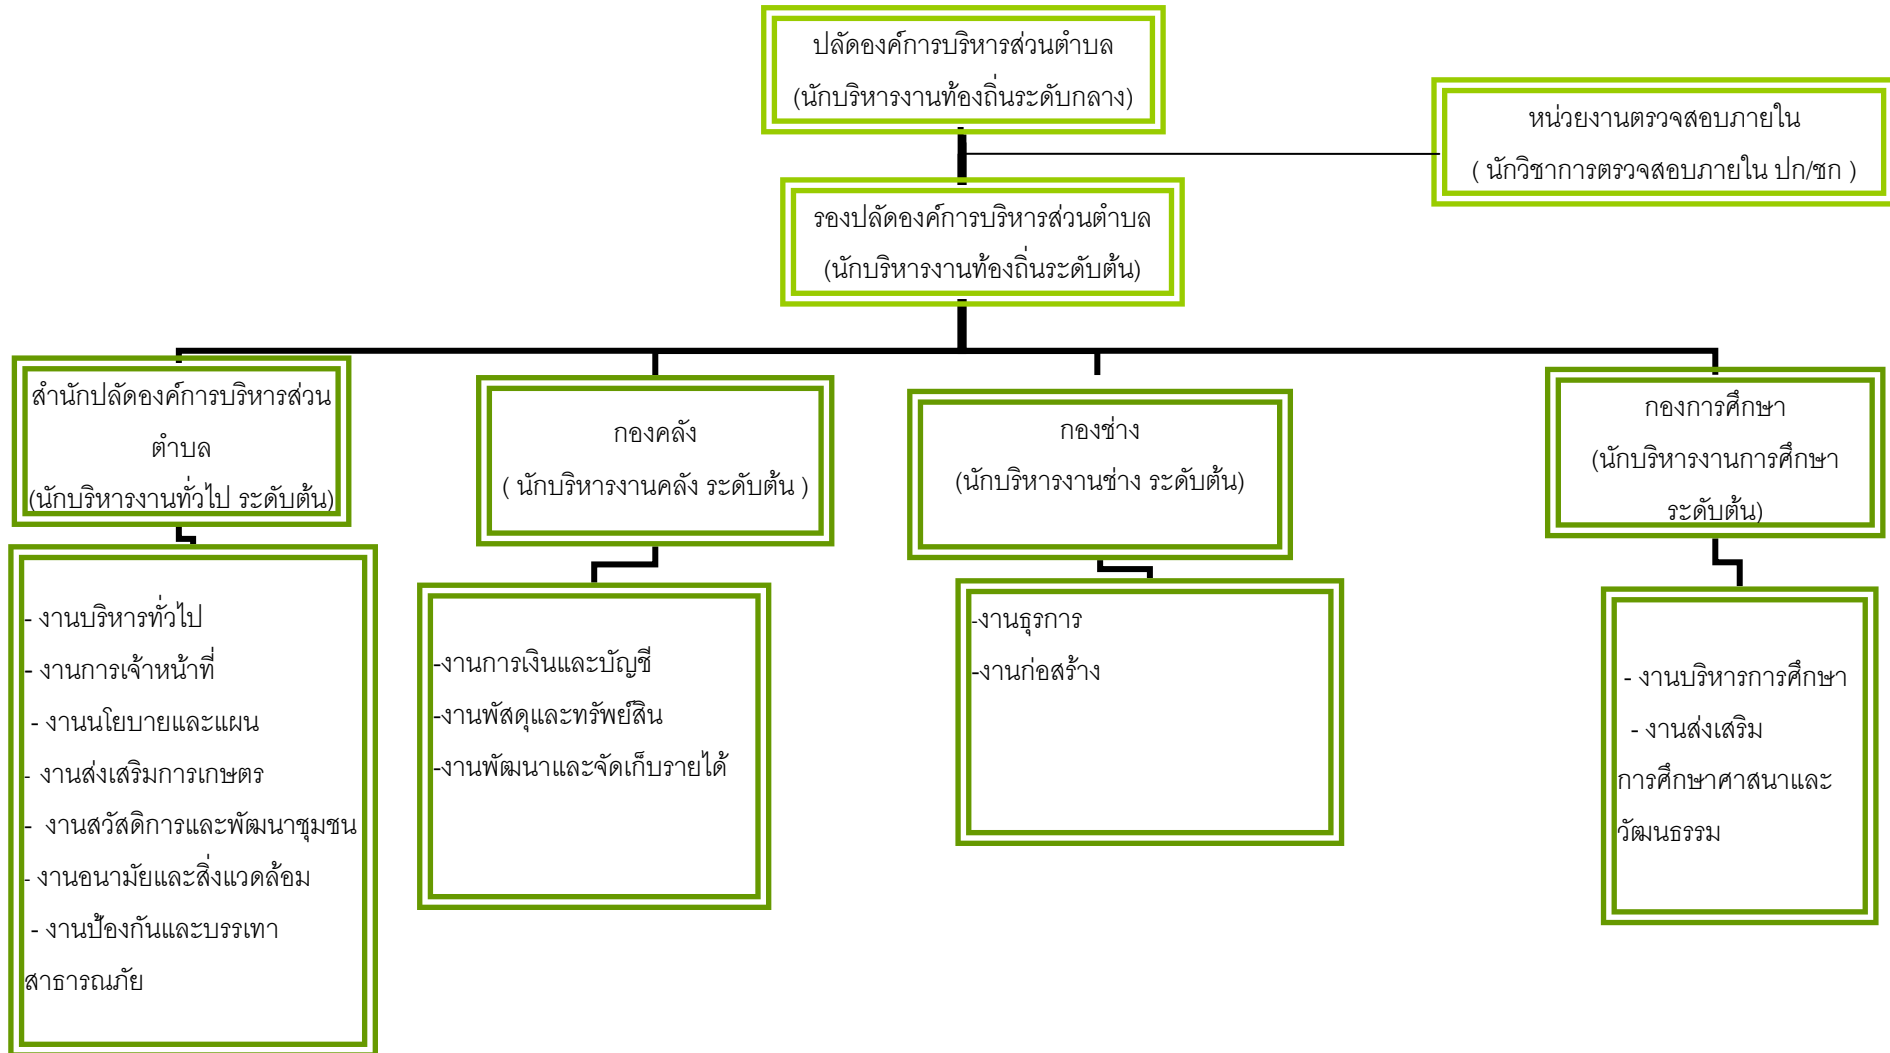 ปลัดองค์การบริหารส่วนตำบล
(นักบริหารงานท้องถิ่นระดับกลาง)
หน่วยงานตรวจสอบภายใน
( นักวิชาการตรวจสอบภายใน ปก/ชก )
รองปลัดองค์การบริหารส่วนตำบล
(นักบริหารงานท้องถิ่นระดับต้น)
สำนักปลัดองค์การบริหารส่วน
ตำบล
(นักบริหารงานทั่วไป ระดับต้น)
กองคลัง
( นักบริหารงานคลัง ระดับต้น )
กองช่าง
(นักบริหารงานช่าง ระดับต้น)
กองการศึกษา
(นักบริหารงานการศึกษา
ระดับต้น)
- งานบริหารทั่วไป
- งานการเจ้าหน้าที่
- งานนโยบายและแผน
- งานส่งเสริมการเกษตร
- งานสวัสดิการและพัฒนาชุมชน
- งานอนามัยและสิ่งแวดล้อม
- งานป้องกันและบรรเทา
สาธารณภัย
-งานการเงินและบัญชี
-งานพัสดุและทรัพย์สิน
-งานพัฒนาและจัดเก็บรายได้
-งานธุรการ
-งานก่อสร้าง
- งานบริหารการศึกษา
- งานส่งเสริม
การศึกษาศาสนาและ
วัฒนธรรม